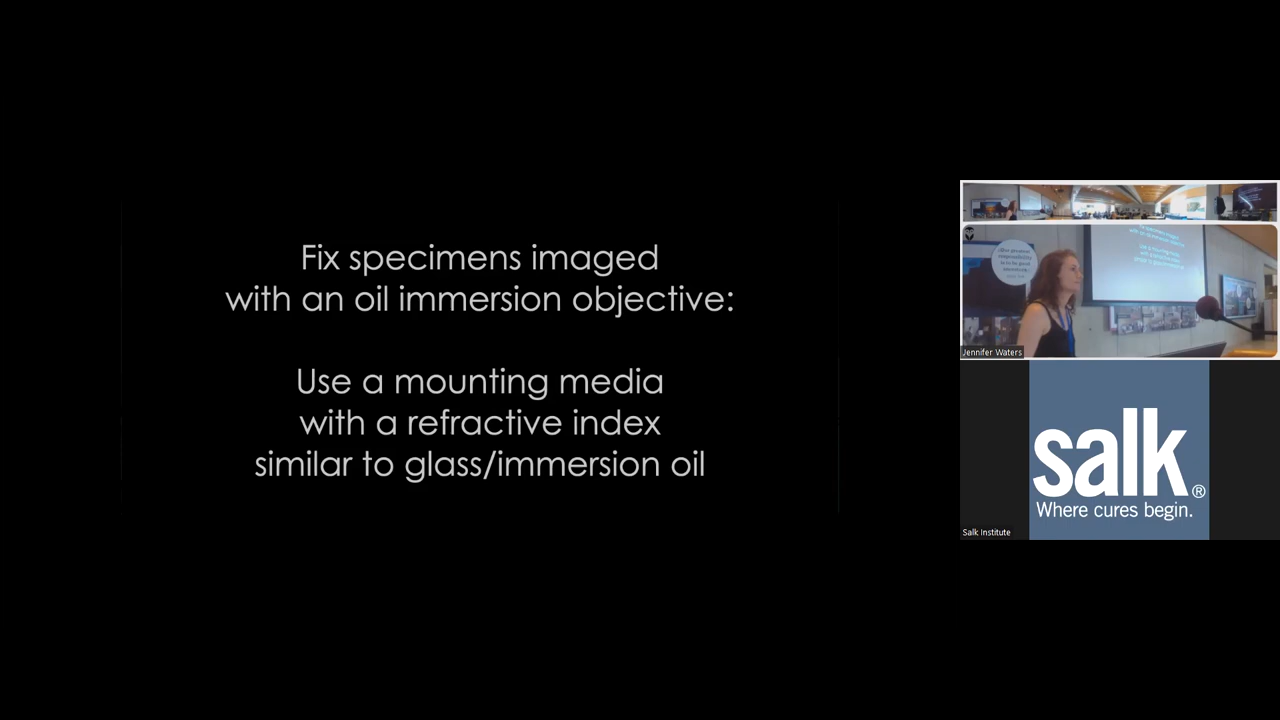 Fix specimens imaged
with an oil immersion objective:
Use a mounting media
with a refractive index
similar to glass/immersion oil
Jennifer Waters
salk®
Where cures begin.
Salk Institute